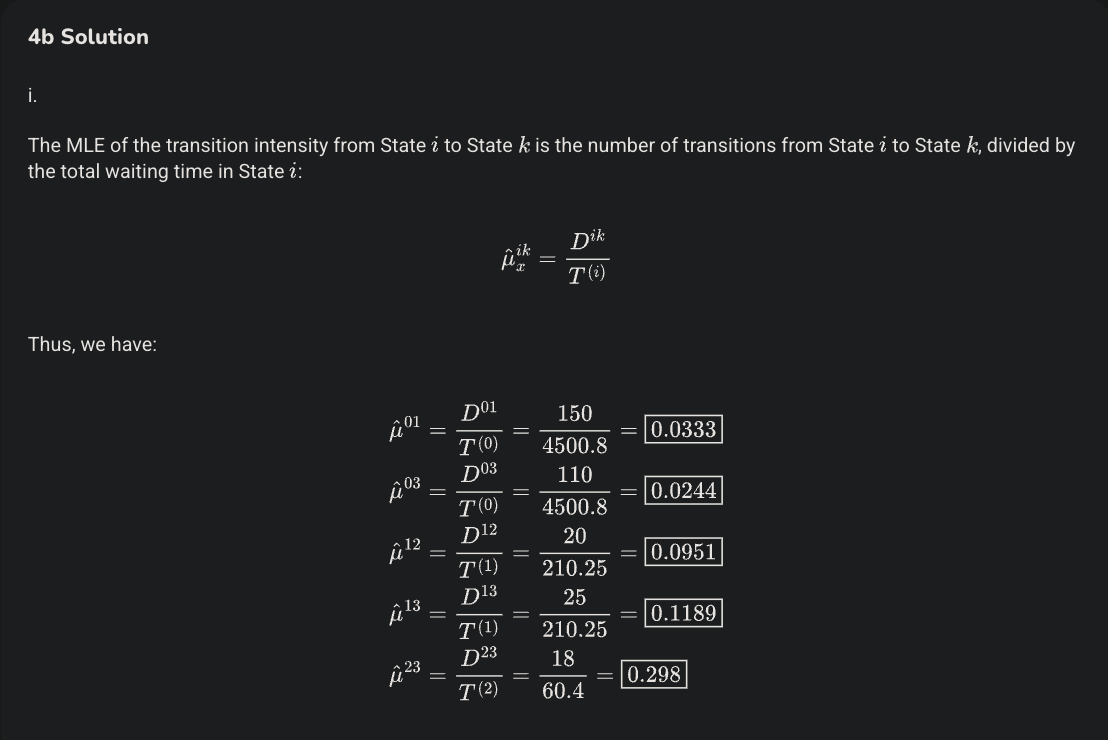 4b Solution
i.
The MLE of the transition intensity from State $i$ to State $k$ is the number of transitions from State $i$ to State $k$, divided by
the total waiting time in State $i$:
$\hat{\mu}_x^{ik} = \frac{D^{ik}}{T^{(i)}}$
Thus, we have:
$\hat{\mu}^{01} = \frac{D^{01}}{T^{(0)}} = \frac{150}{4500.8} = \boxed{0.0333}$
$\hat{\mu}^{03} = \frac{D^{03}}{T^{(0)}} = \frac{110}{4500.8} = \boxed{0.0244}$
$\hat{\mu}^{12} = \frac{D^{12}}{T^{(1)}} = \frac{20}{210.25} = \boxed{0.0951}$
$\hat{\mu}^{13} = \frac{D^{13}}{T^{(1)}} = \frac{25}{210.25} = \boxed{0.1189}$
$\hat{\mu}^{23} = \frac{D^{23}}{T^{(2)}} = \frac{18}{60.4} = \boxed{0.298}$